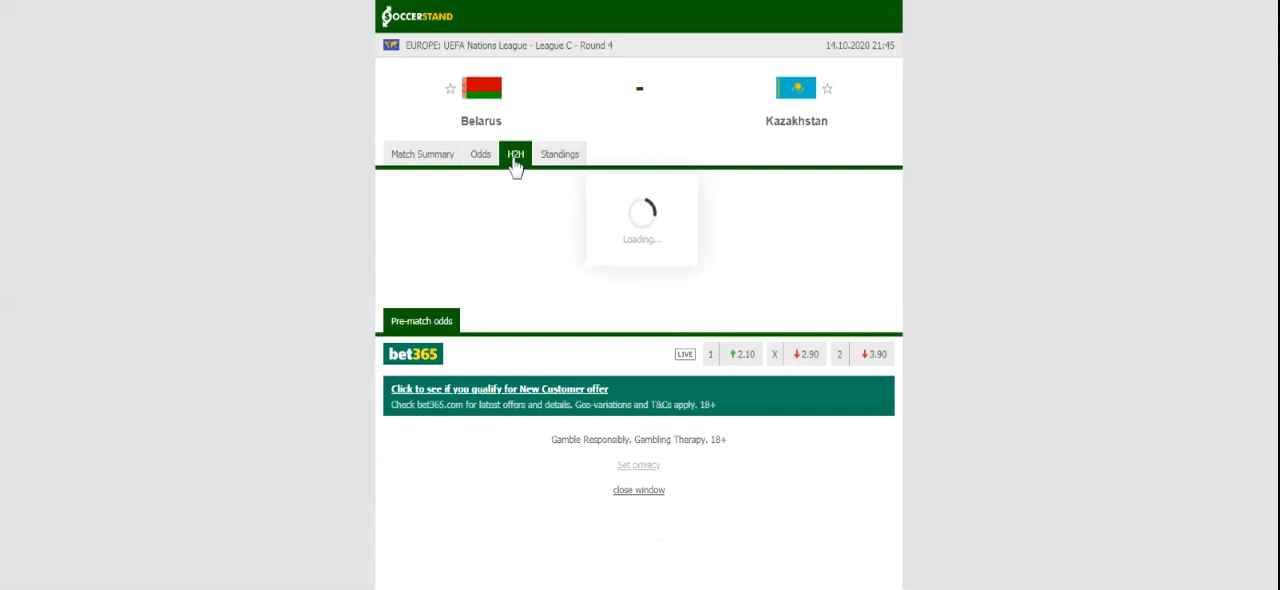 SOCCERSTAND
EUROPE: UEFA Nations League - League C - Round 4 14.10.2020 21:45
Belarus - Kazakhstan
Match Summary Odds H2H Standings
Loading...
Pre-match odds
bet365 LIVE 1 2.10 X 2.90 2 3.90
Click to see if you qualify for New Customer offer
Check bet365.com for latest offers and details. Geo-variations and T&Cs apply. 18+
Gamble Responsibly. Gambling Therapy. 18+
Set privacy
close window